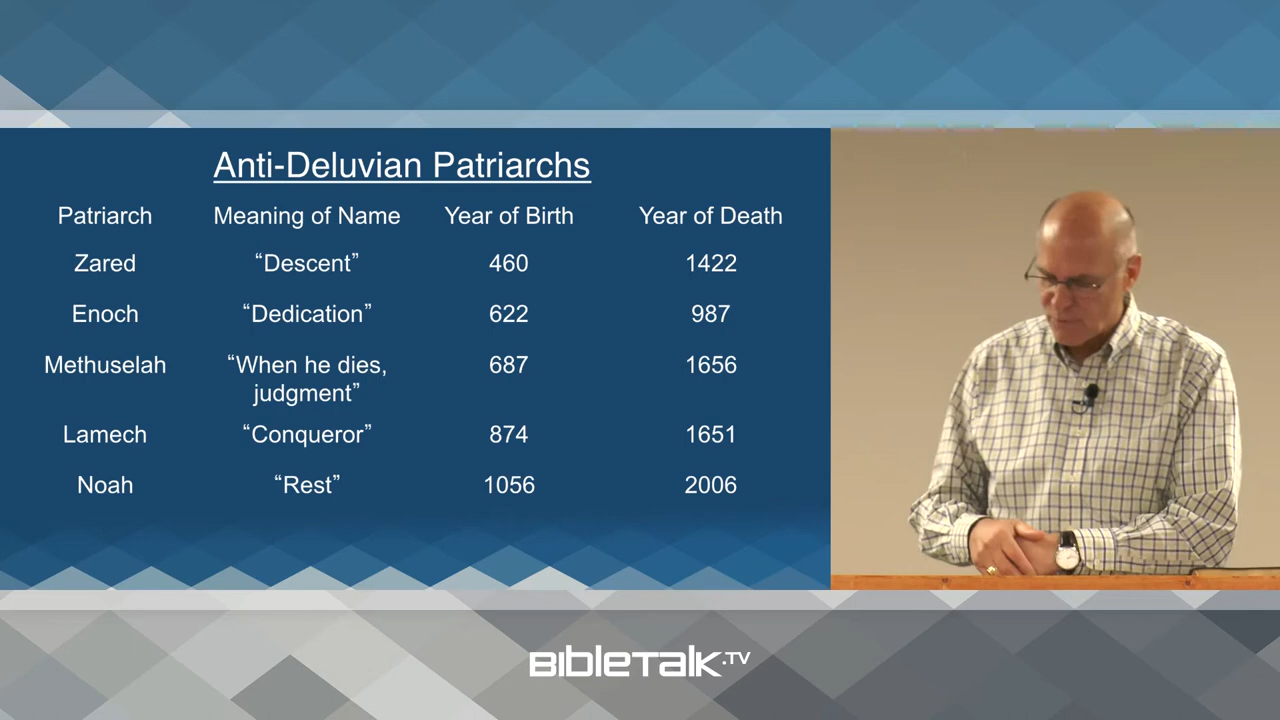 Anti-Deluvian Patriarchs
Patriarch Meaning of Name Year of Birth Year of Death
Zared “Descent” 460 1422
Enoch “Dedication” 622 987
Methuselah “When he dies, judgment” 687 1656
Lamech “Conqueror” 874 1651
Noah “Rest” 1056 2006
BIBLETALK.TV